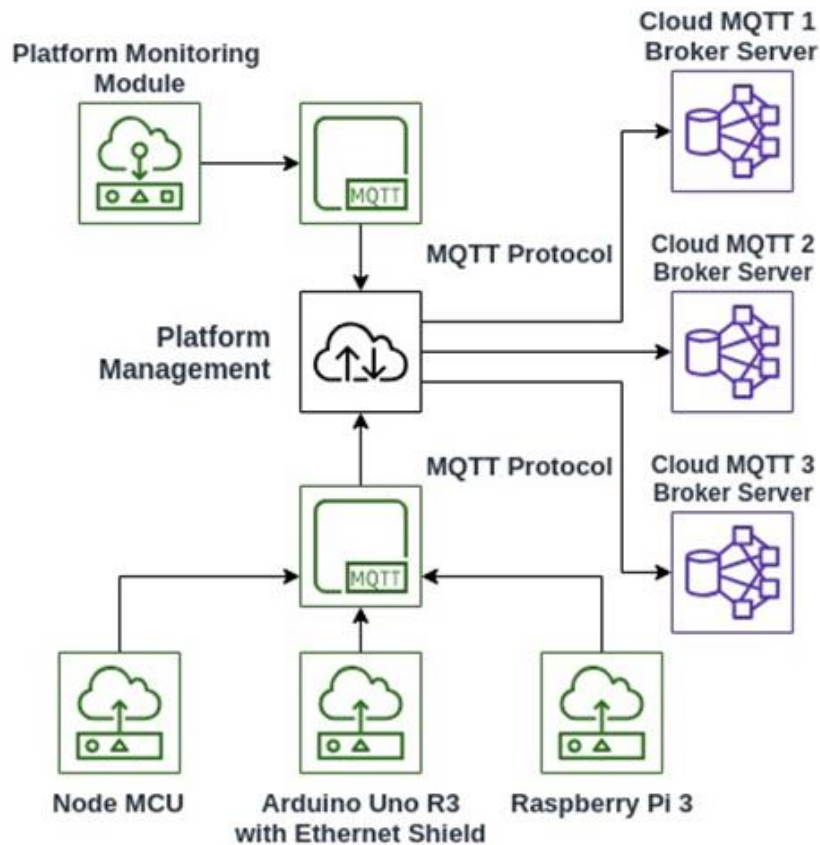 Cloud MQTT 1
Broker Server
Platform Monitoring
Module
MQTT
MQTT Protocol
Cloud MQTT 2
Broker Server
Platform
Management
MQTT Protocol
Cloud MQTT 3
Broker Server
MQTT
Node MCU
Arduino Uno R3
with Ethernet Shield
Raspberry Pi 3